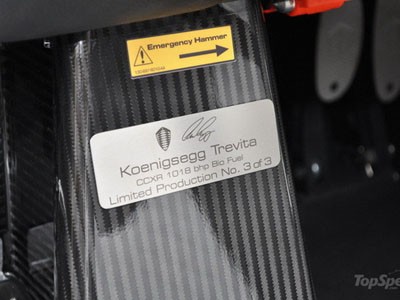 Emergency Hammer
Koenigsegg Trevita
CCXR 1018 bhp Bio Fuel
Limited Production No. 3 of 3
TopSpe